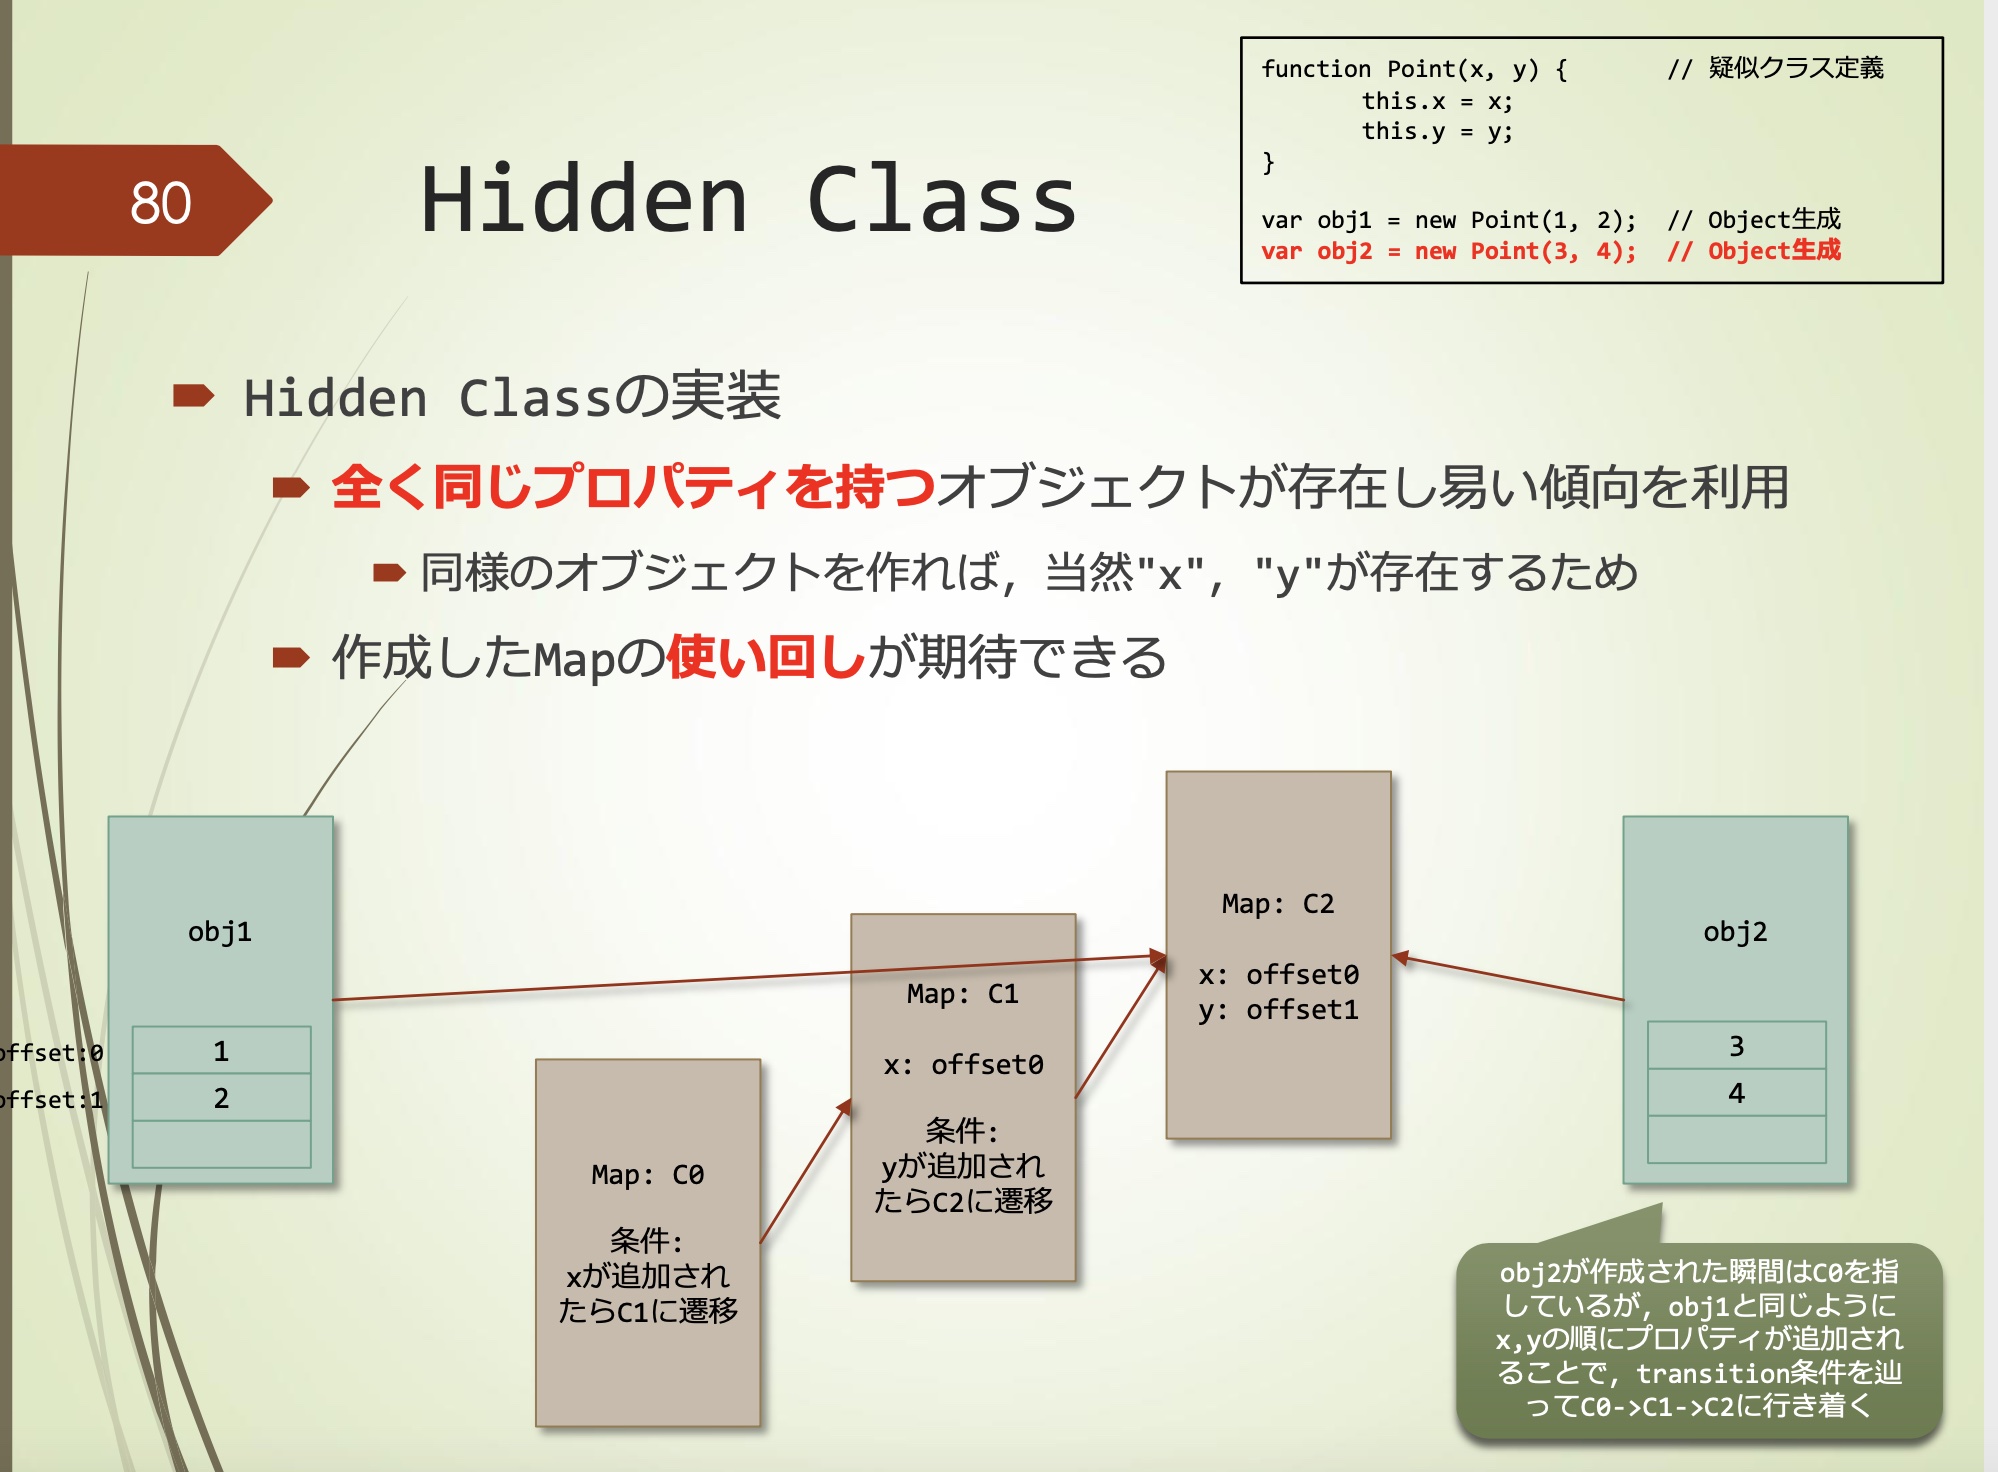 function Point(x, y) {        // 疑似クラス定義
        this.x = x;
        this.y = y;
}
var obj1 = new Point(1, 2);  // Object生成
var obj2 = new Point(3, 4);  // Object生成
80
Hidden Class
Hidden Classの実装
全く同じプロパティを持つオブジェクトが存在し易い傾向を利用
同様のオブジェクトを作れば，当然"x"，"y"が存在するため
作成したMapの使い回しが期待できる
obj1
offset:0
1
offset:1
2
Map: C0
条件:
xが追加され
たらC1に遷移
Map: C1
x: offset0
条件:
yが追加され
たらC2に遷移
Map: C2
x: offset0
y: offset1
obj2
3
4
obj2が作成された瞬間はC0を指
しているが，obj1と同じように
x,yの順にプロパティが追加され
ることで，transition条件を辿
ってC0->C1->C2に行き着く